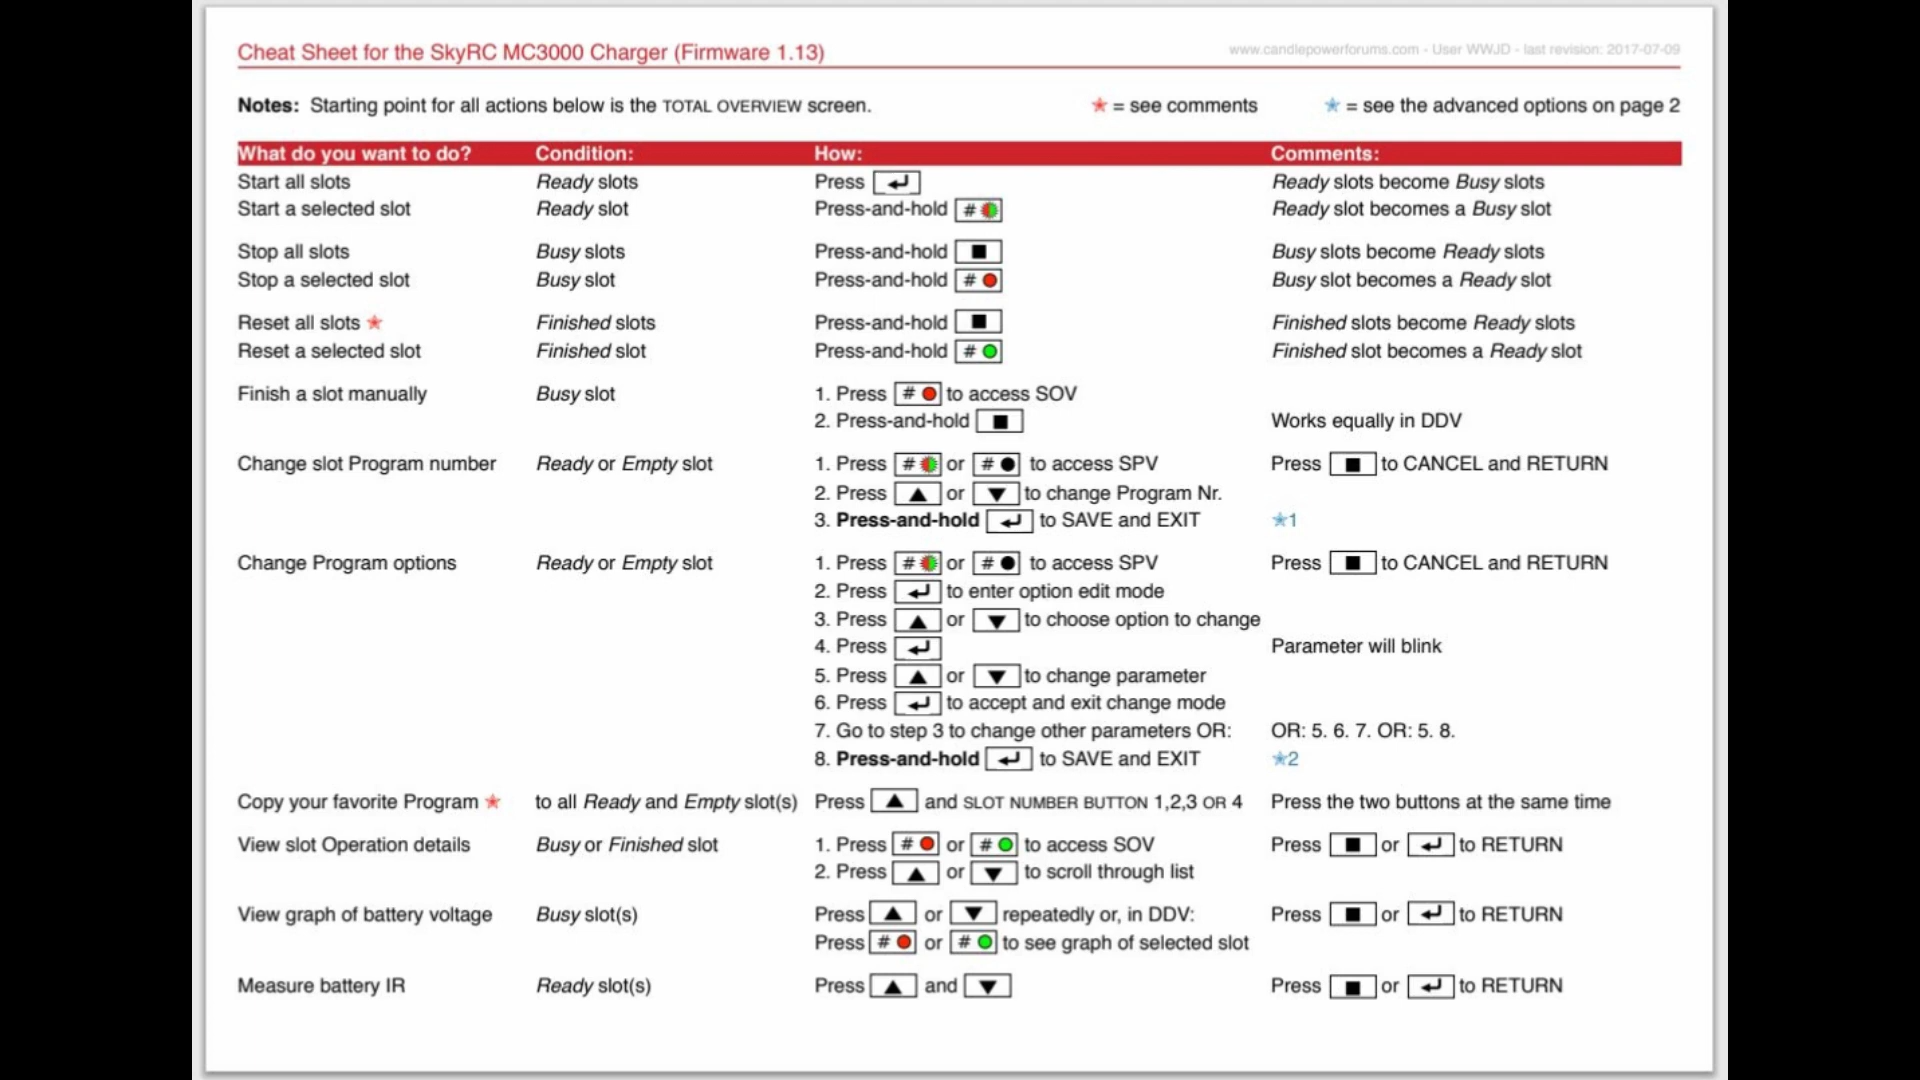 Cheat Sheet for the SkyRC MC3000 Charger (Firmware 1.13) www.candlepowerforums.com - User WWJD - last revision: 2017-07-09
Notes: Starting point for all actions below is the TOTAL OVERVIEW screen. = see comments = see the advanced options on page 2
What do you want to do? Condition: How: Comments:
Start all slots Ready slots Press Ready slots become Busy slots
Start a selected slot Ready slot Press-and-hold # Ready slot becomes a Busy slot
Stop all slots Busy slots Press-and-hold Busy slots become Ready slots
Stop a selected slot Busy slot Press-and-hold # Busy slot becomes a Ready slot
Reset all slots Finished slots Press-and-hold Finished slots become Ready slots
Reset a selected slot Finished slot Press-and-hold # Finished slot becomes a Ready slot
Finish a slot manually Busy slot 1. Press # to access SOV
2. Press-and-hold Works equally in DDV
Change slot Program number Ready or Empty slot 1. Press # or # to access SPV Press to CANCEL and RETURN
2. Press or to change Program Nr.
3. Press-and-hold to SAVE and EXIT 1
Change Program options Ready or Empty slot 1. Press # or # to access SPV Press to CANCEL and RETURN
2. Press to enter option edit mode
3. Press or to choose option to change
4. Press Parameter will blink
5. Press or to change parameter
6. Press to accept and exit change mode
7. Go to step 3 to change other parameters OR: OR: 5. 6. 7. OR: 5. 8.
8. Press-and-hold to SAVE and EXIT 2
Copy your favorite Program to all Ready and Empty slot(s) Press and SLOT NUMBER BUTTON 1,2,3 OR 4 Press the two buttons at the same time
View slot Operation details Busy or Finished slot 1. Press # or # to access SOV Press or to RETURN
2. Press or to scroll through list
View graph of battery voltage Busy slot(s) Press or repeatedly or, in DDV: Press or to RETURN
Press # or # to see graph of selected slot
Measure battery IR Ready slot(s) Press and Press or to RETURN